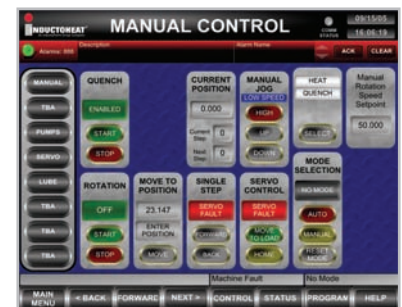 INDUCTOHEAT
MANUAL CONTROL
COMM STATUS
09/15/05
16:06:19
Alarms: 999
Description
Alarm Name
ACK
CLEAR
MANUAL
TBA
PUMPS
SERVO
LUBE
TBA
TBA
TBA
QUENCH
ENABLED
START
STOP
CURRENT
POSITION
0.000
Current
Step
0
Next
Step
0
MANUAL
JOG
LOW SPEED
HIGH
UP
DOWN
HEAT
QUENCH
SELECT
Manual
Rotation
Speed
Setpoint
50.000
ROTATION
OFF
START
STOP
MOVE TO
POSITION
23.147
ENTER
POSITION
MOVE
SINGLE
STEP
SERVO
FAULT
FORWARD
BACK
SERVO
CONTROL
SERVO
FAULT
MOVE
TO LOAD
HOME
MODE
SELECTION
NO MODE
AUTO
MANUAL
RESET
MODE
Machine Fault
No Mode
MAIN
MENU
< BACK
FORWARD
NEXT >
CONTROL
STATUS
PROGRAM
HELP